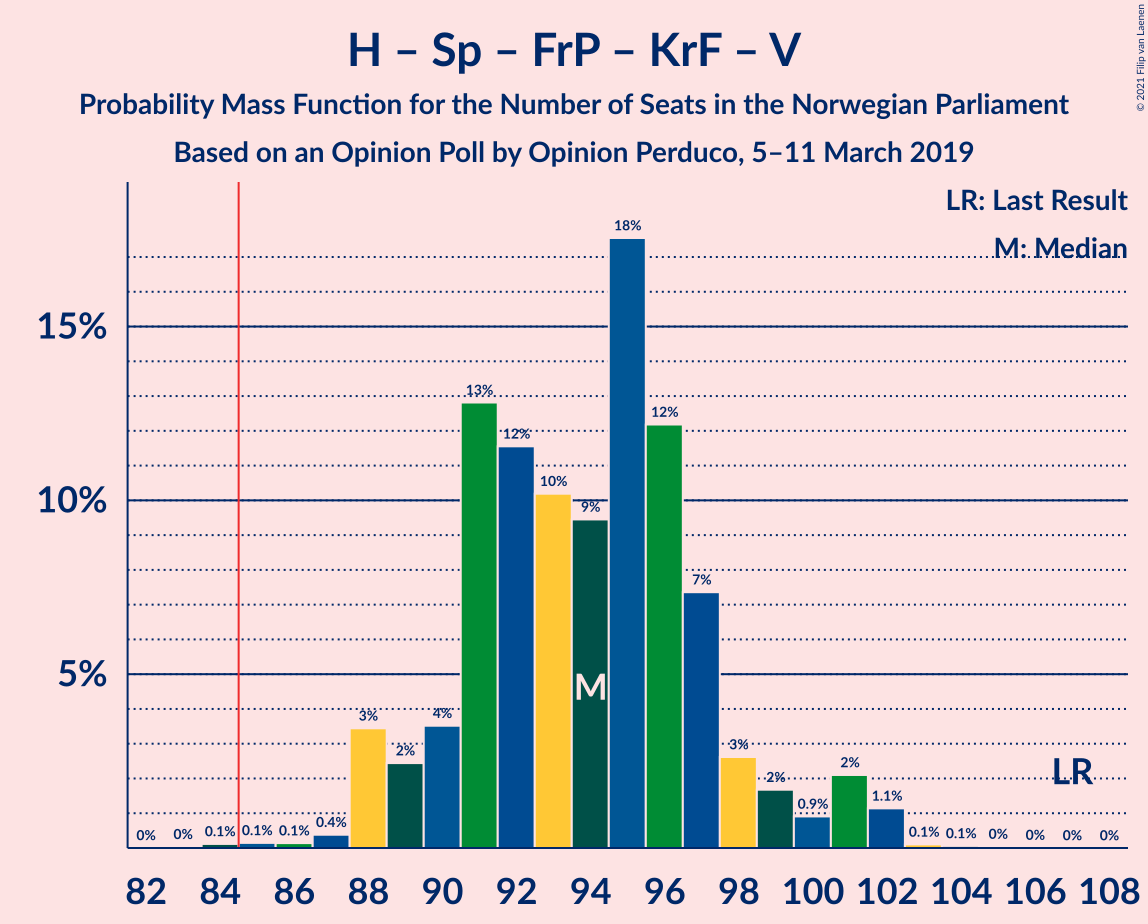 H – Sp – FrP – KrF – V
Probability Mass Function for the Number of Seats in the Norwegian Parliament
Based on an Opinion Poll by Opinion Perduco, 5–11 March 2019
© 2021 Filip van Laenen
LR: Last Result
M: Median
15%
10%
5%
0% 0% 0.1% 0.1% 0.1% 0.4% 3% 2% 4% 13% 12% 10% 9% 18% 12% 7% 3% 2% 0.9% 2% 1.1% 0.1% 0.1% 0% 0% 0% 0%
M
LR
82 84 86 88 90 92 94 96 98 100 102 104 106 108